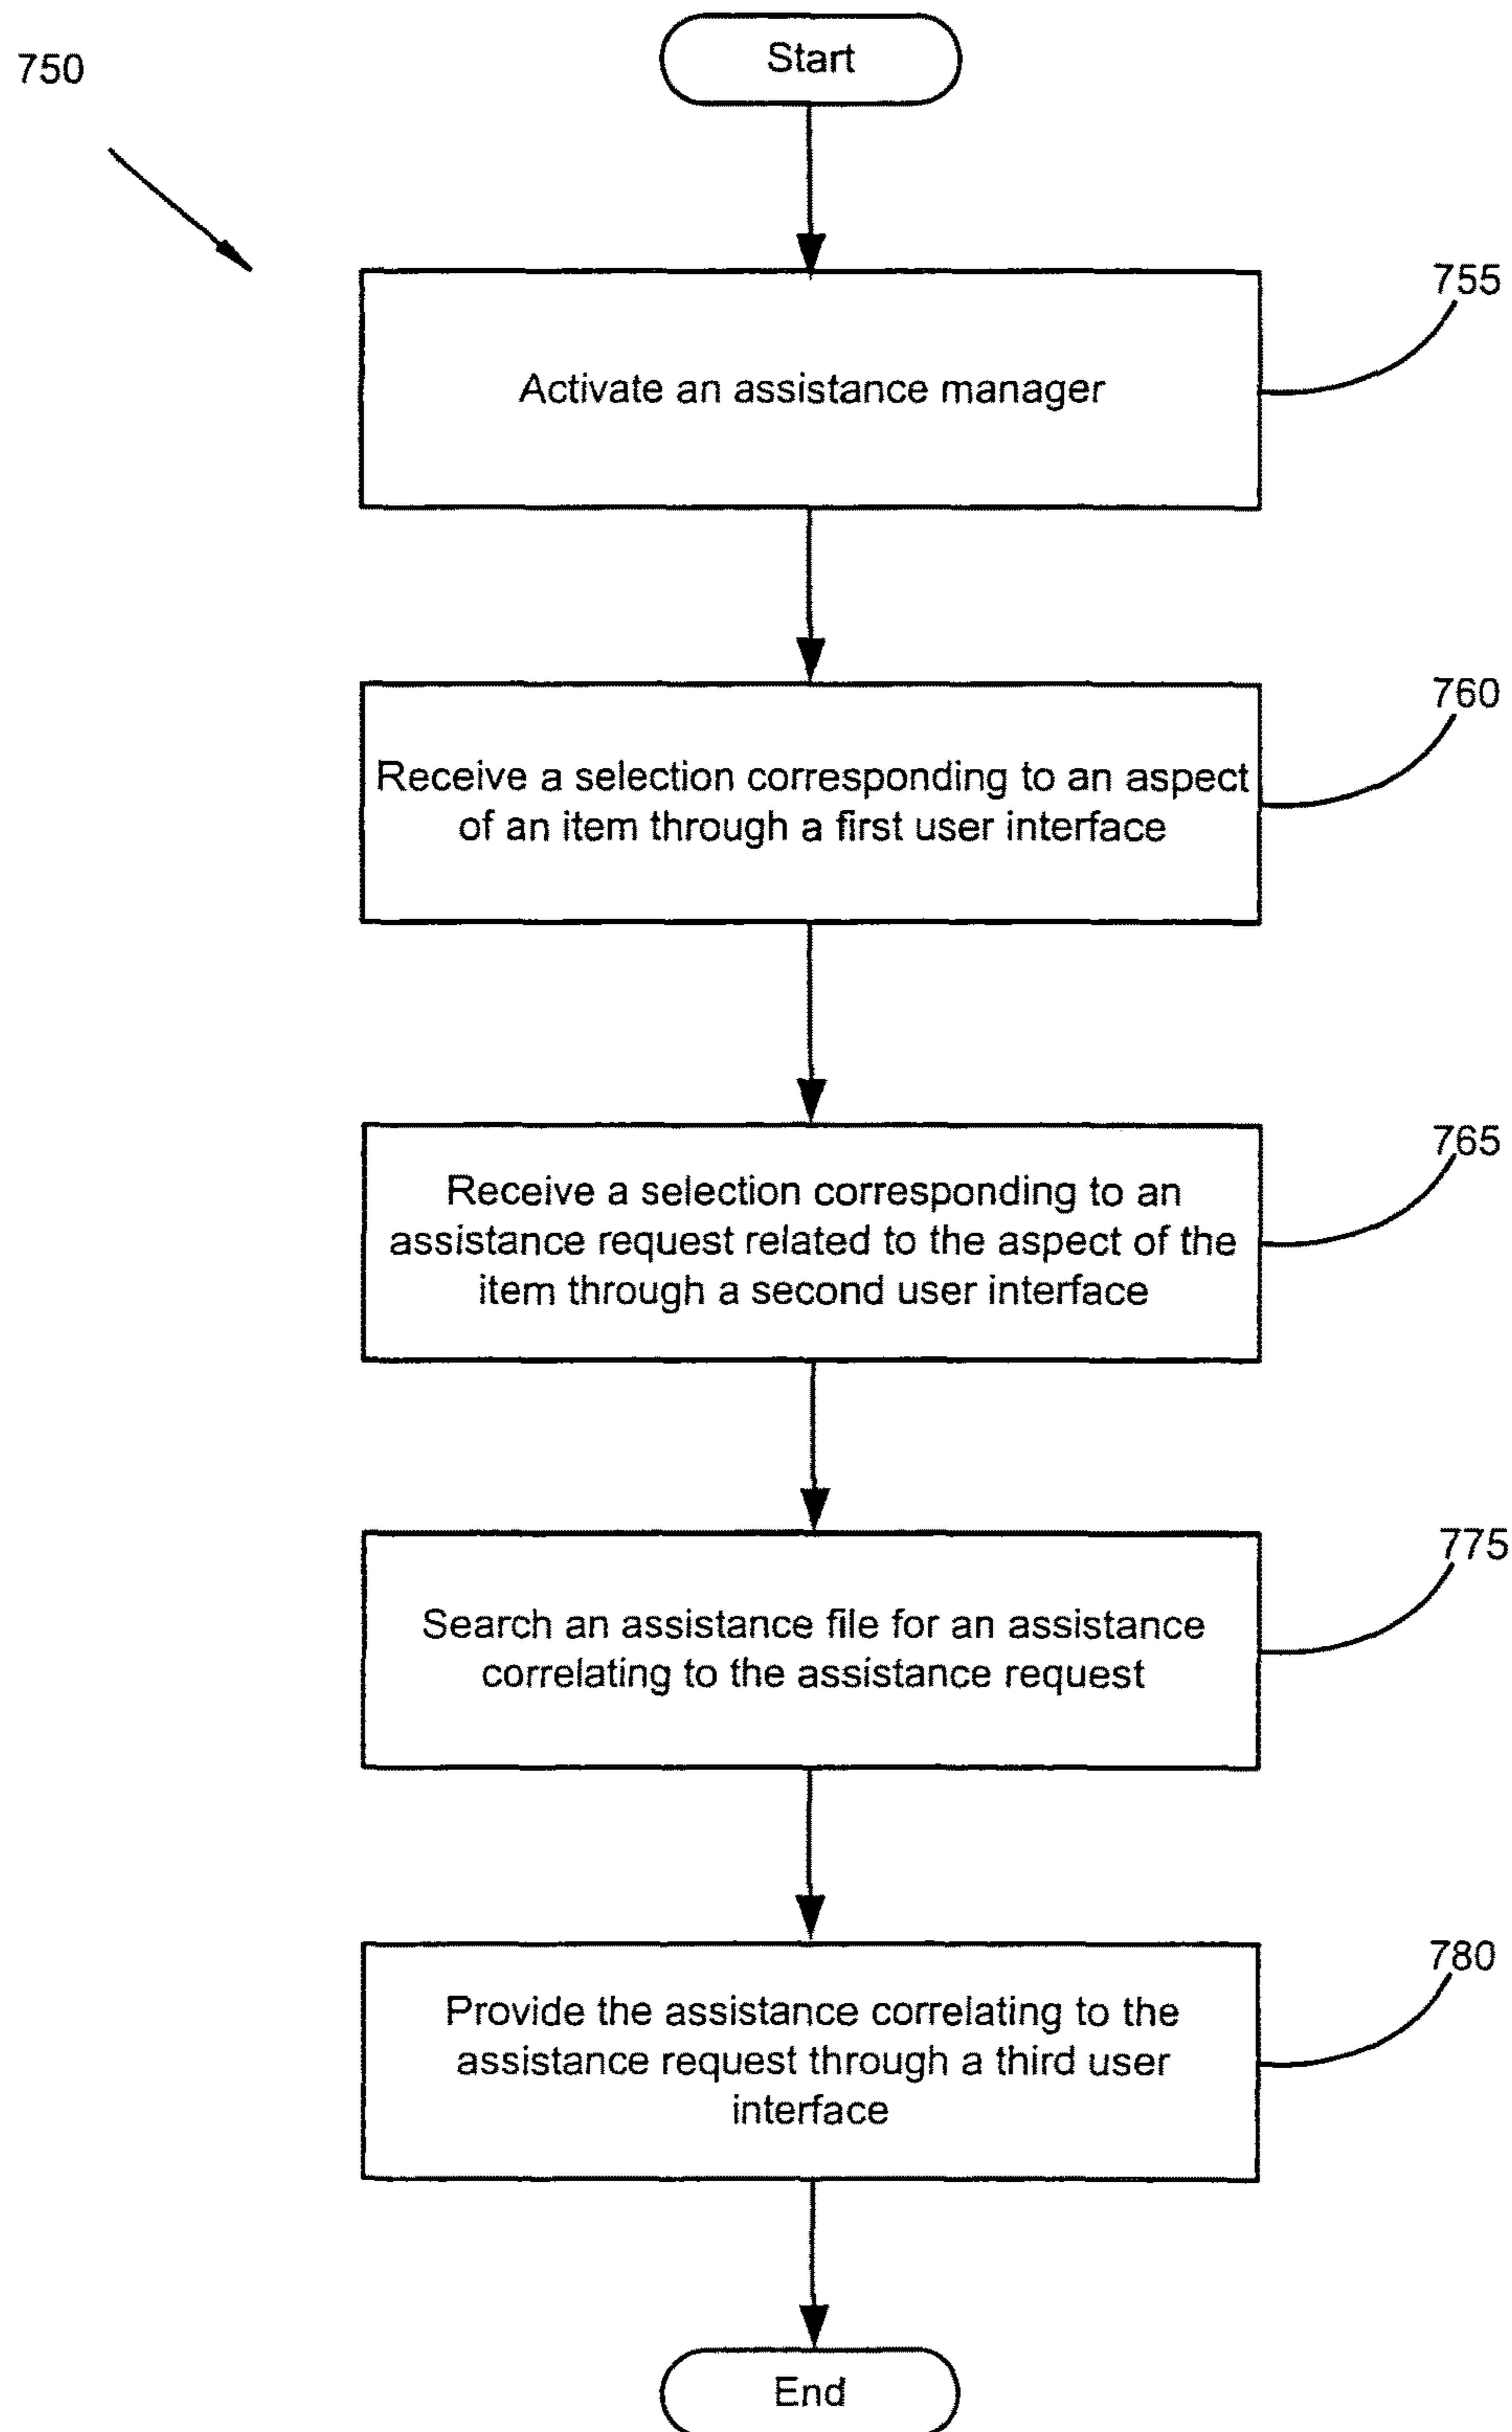 750
Start
755
Activate an assistance manager
760
Receive a selection corresponding to an aspect
of an item through a first user interface
765
Receive a selection corresponding to an
assistance request related to the aspect of the
item through a second user interface
775
Search an assistance file for an assistance
correlating to the assistance request
780
Provide the assistance correlating to the
assistance request through a third user
interface
End